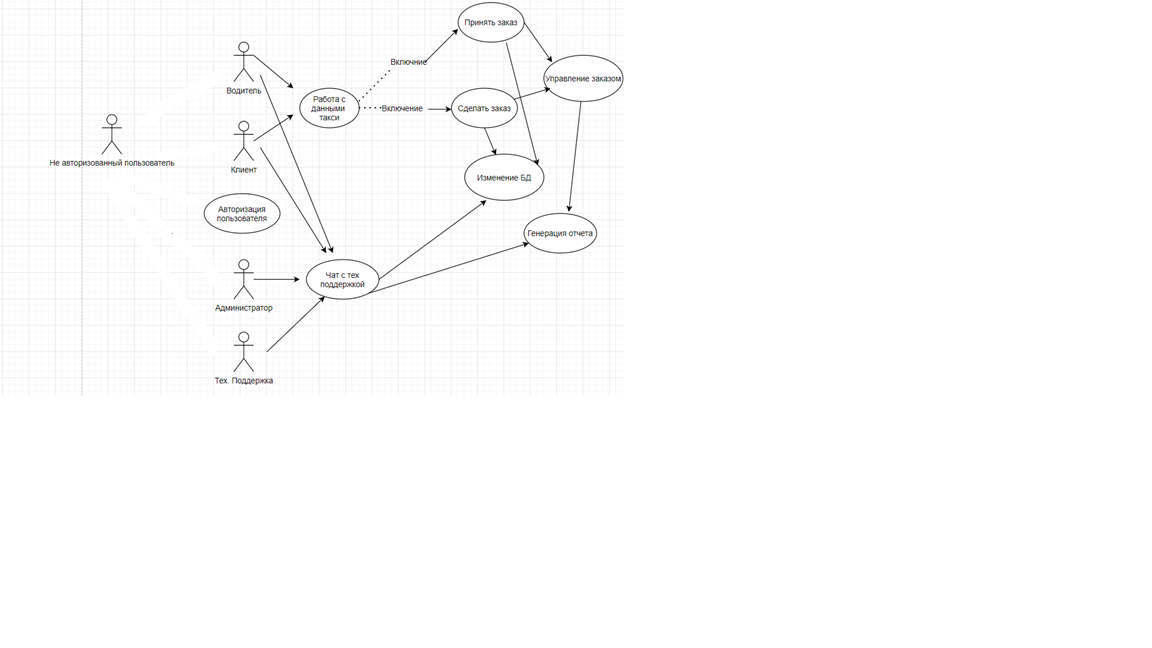 Принять заказ
Включние
Управление заказом
Водитель
Работа с
данными
такси
Включение
Сделать заказ
Не авторизованный пользователь
Клиент
Изменение БД
Авторизация
пользователя
Генерация отчета
Чат с тех
поддержкой
Администратор
Тех. Поддержка